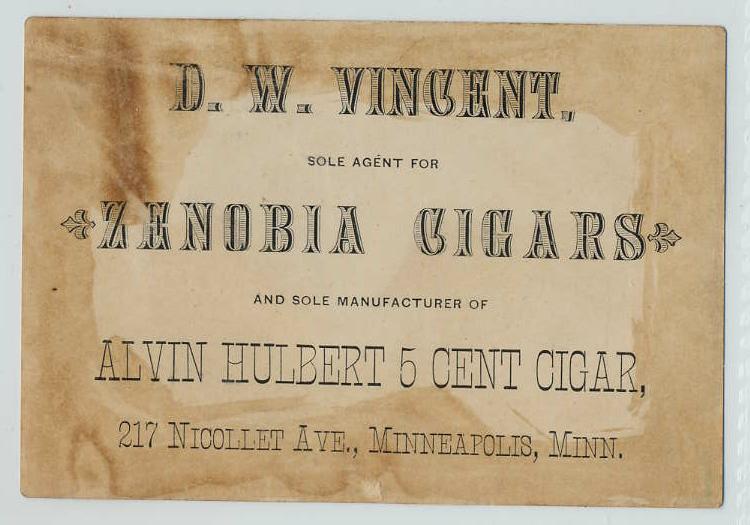 D. W. VINCENT,
SOLE AGENT FOR
ZENOBIA CIGARS
AND SOLE MANUFACTURER OF
ALVIN HULBERT 5 CENT CIGAR,
217 NICOLLET AVE., MINNEAPOLIS, MINN.